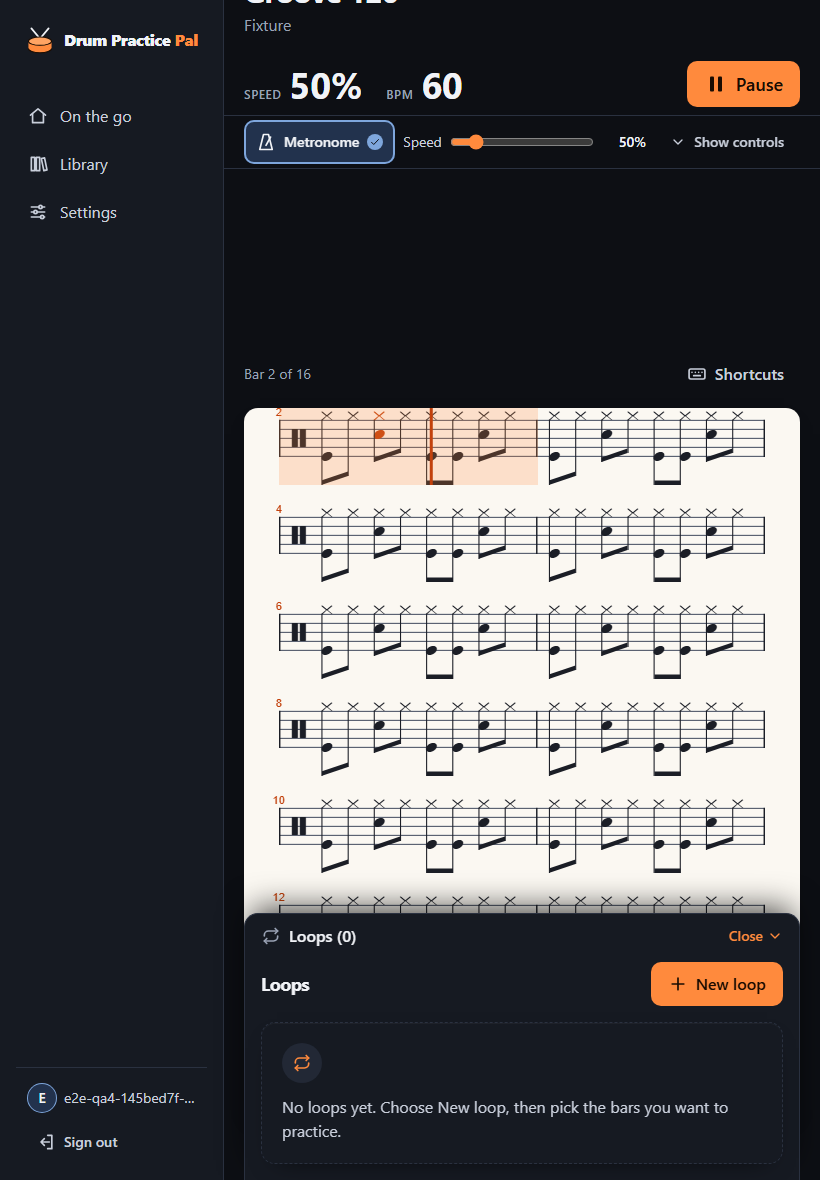 Drum Practice Pal
On the go
Library
Settings
e2e-qa4-145bed7f-...
Sign out
Fixture
SPEED 50% BPM 60
Pause
Metronome Speed 50% Show controls
Bar 2 of 16
Shortcuts
2
4
6
8
10
12
Loops (0)
Close
Loops
New loop
No loops yet. Choose New loop, then pick the bars you want to
practice.
E